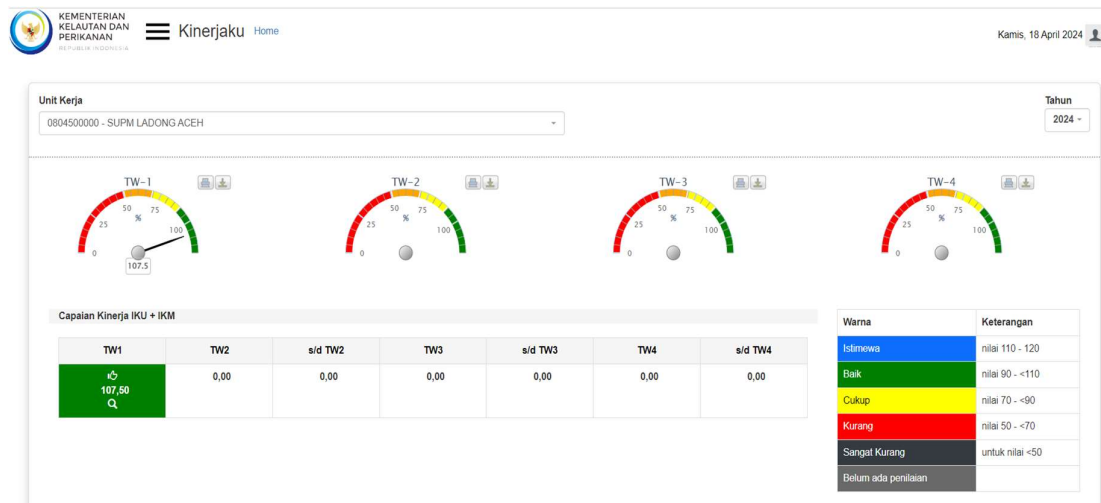 KEMENTERIAN
KELAUTAN DAN
PERIKANAN
REPUBLIK INDONESIA
Kinerjaku Home
Kamis, 18 April 2024
Unit Kerja
Tahun
0804500000 - SUPM LADONG ACEH
2024
TW-1
0 25 50 75 100
%
107.5
TW-2
0 25 50 75 100
%
TW-3
0 25 50 75 100
%
TW-4
0 25 50 75 100
%
Capaian Kinerja IKU + IKM
TW1 TW2 s/d TW2 TW3 s/d TW3 TW4 s/d TW4
107,50 0,00 0,00 0,00 0,00 0,00 0,00
Warna Keterangan
Istimewa nilai 110 - 120
Baik nilai 90 - <110
Cukup nilai 70 - <90
Kurang nilai 50 - <70
Sangat Kurang untuk nilai <50
Belum ada penilaian